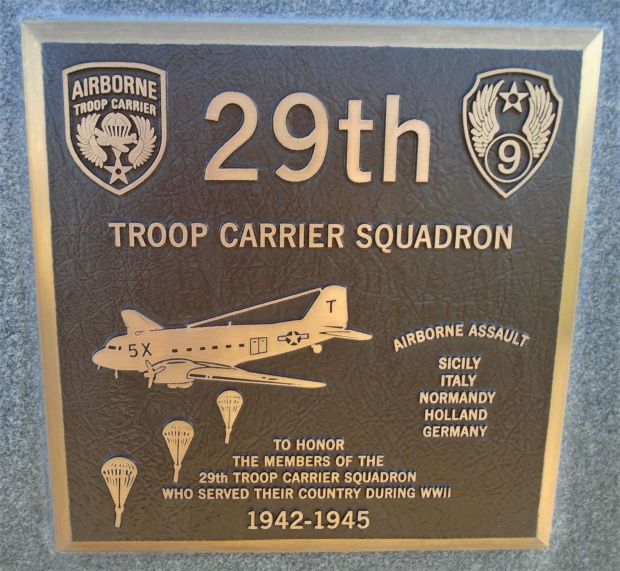 AIRBORNE
TROOP CARRIER
29th
9
TROOP CARRIER SQUADRON
T
5X
AIRBORNE ASSAULT
SICILY
ITALY
NORMANDY
HOLLAND
GERMANY
TO HONOR
THE MEMBERS OF THE
29th TROOP CARRIER SQUADRON
WHO SERVED THEIR COUNTRY DURING WWII
1942-1945